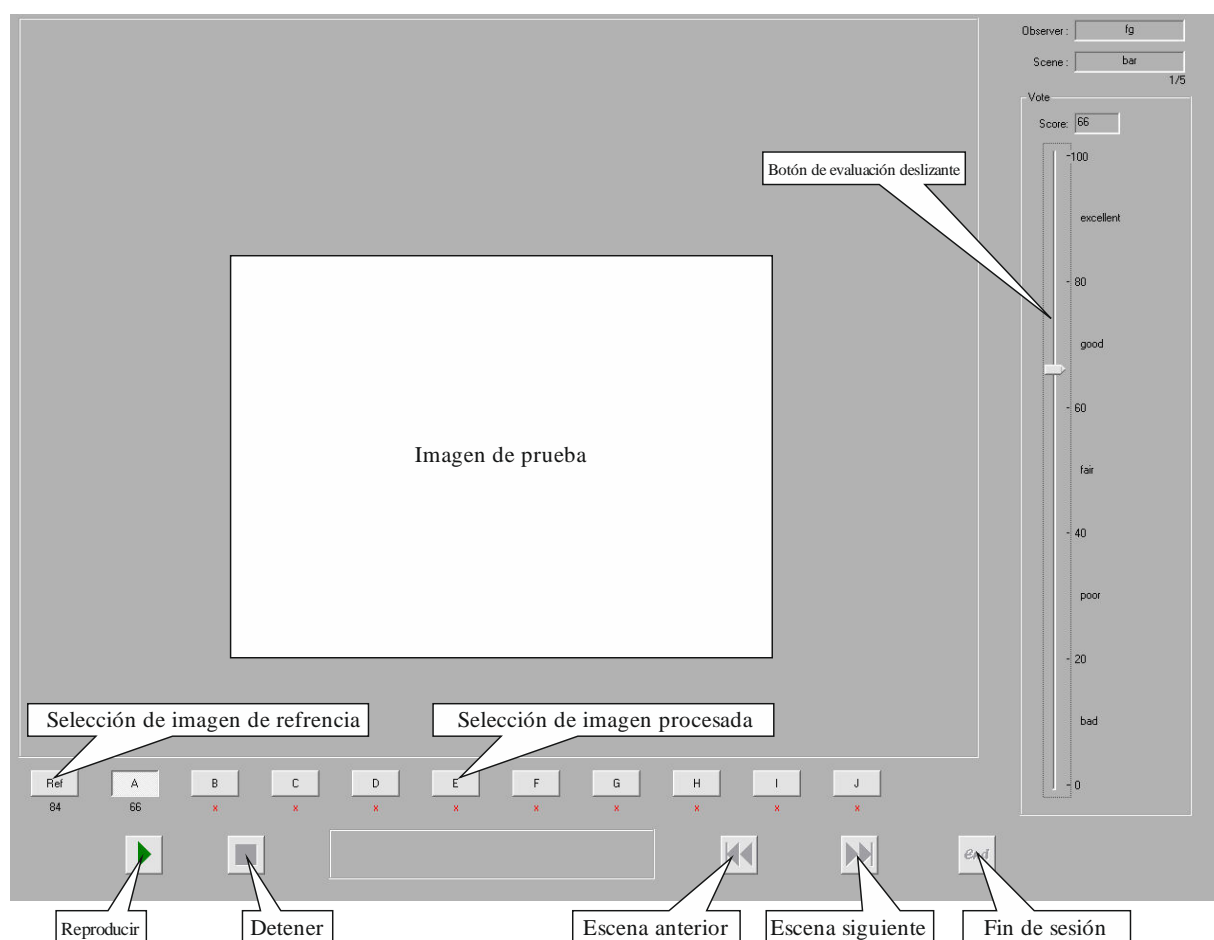 Observer : fg
Scene : bar
1/5
Vote
Score: 66
100
Botón de evaluación deslizante
excellent
80
good
60
Imagen de prueba
fair
40
poor
20
Selección de imagen de refrencia
Selección de imagen procesada
bad
Ref A B C D E F G H I J
0
84 66 x x x x x x x x x
End
Reproducir
Detener
Escena anterior
Escena siguiente
Fin de sesión